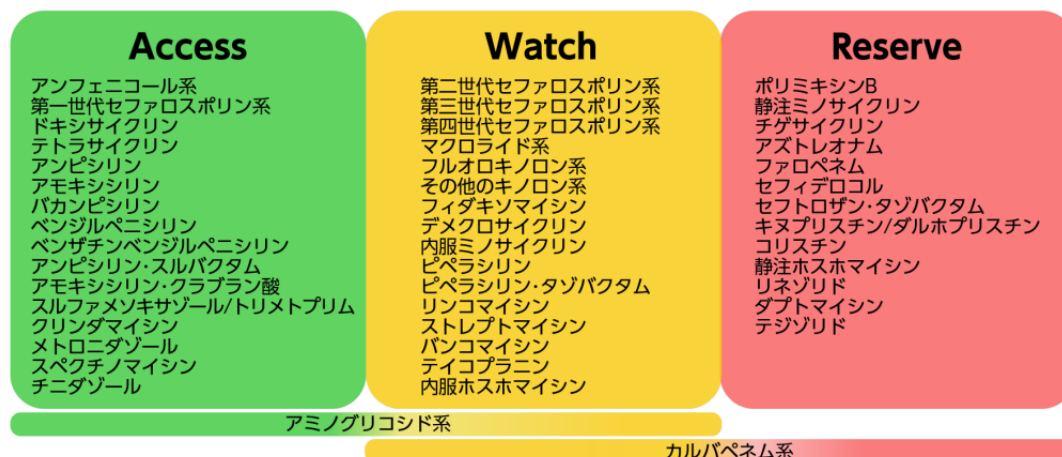 Access
アンフェニコール系
第一世代セファロスポリン系
ドキシサイクリン
テトラサイクリン
アンピシリン
アモキシシリン
バカンピシリン
ベンジルペニシリン
ベンザチンベンジルペニシリン
アンピシリン・スルバクタム
アモキシシリン・クラブラン酸
スルファメソキサゾール/トリメトプリム
クリンダマイシン
メトロニダゾール
スペクチノマイシン
チニダゾール
Watch
第二世代セファロスポリン系
第三世代セファロスポリン系
第四世代セファロスポリン系
マクロライド系
フルオロキノロン系
その他のキノロン系
フィダキソマイシン
デメクロサイクリン
内服ミノサイクリン
ピペラシリン
ピペラシリン・タゾバクタム
リンコマイシン
ストレプトマイシン
バンコマイシン
テイコプラニン
内服ホスホマイシン
Reserve
ポリミキシンB
静注ミノサイクリン
チゲサイクリン
アズトレオナム
ファロペネム
セフィデロコル
セフトロザン・タゾバクタム
キヌプリスチン/ダルホプリスチン
コリスチン
静注ホスホマイシン
リネゾリド
ダプトマイシン
テジゾリド
アミノグリコシド系
カルバペネム系